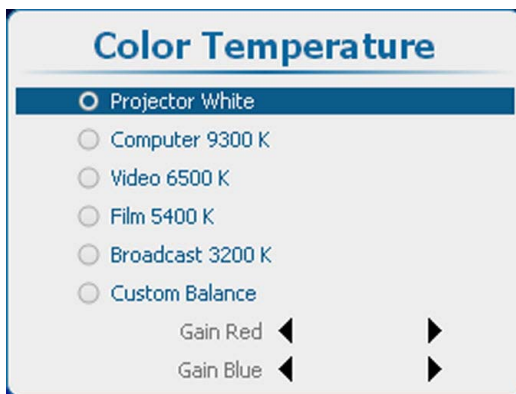 Color Temperature
Projector White
Computer 9300 K
Video 6500 K
Film 5400 K
Broadcast 3200 K
Custom Balance
Gain Red
Gain Blue